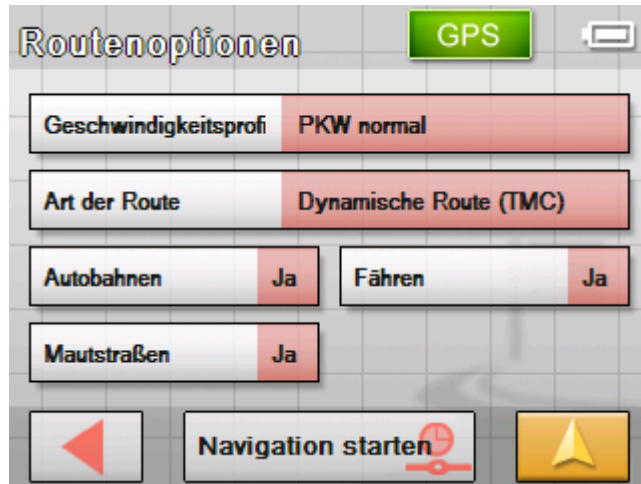 Routenoptionen GPS
Geschwindigkeitsprofi PKW normal
Art der Route Dynamische Route (TMC)
Autobahnen Ja Fähren Ja
Mautstraßen Ja
Navigation starten